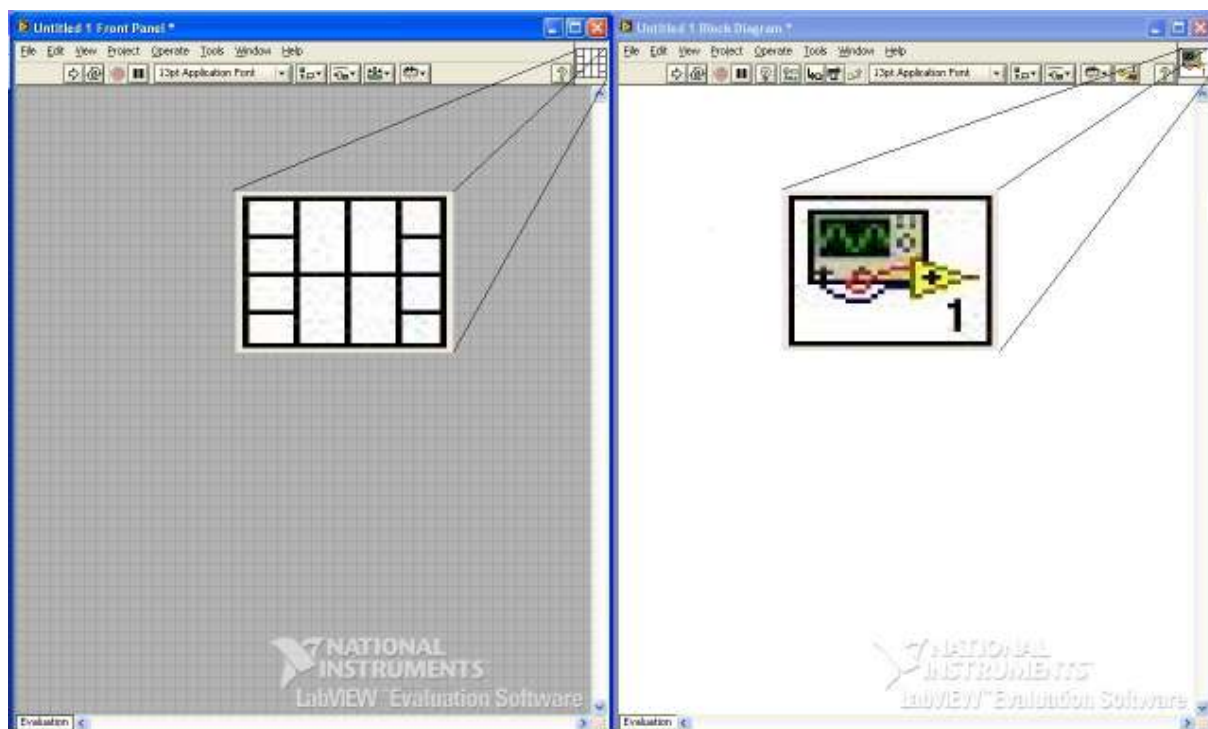 Untitled 1 Front Panel *
File Edit View Project Operate Tools Window Help
13pt Application Font
?
NATIONAL
INSTRUMENTS
LabVIEW™ Evaluation Software
Evaluation
Untitled 1 Block Diagram *
File Edit View Project Operate Tools Window Help
13pt Application Font
?
1
NATIONAL
INSTRUMENTS
LabVIEW™ Evaluation Software
Evaluation